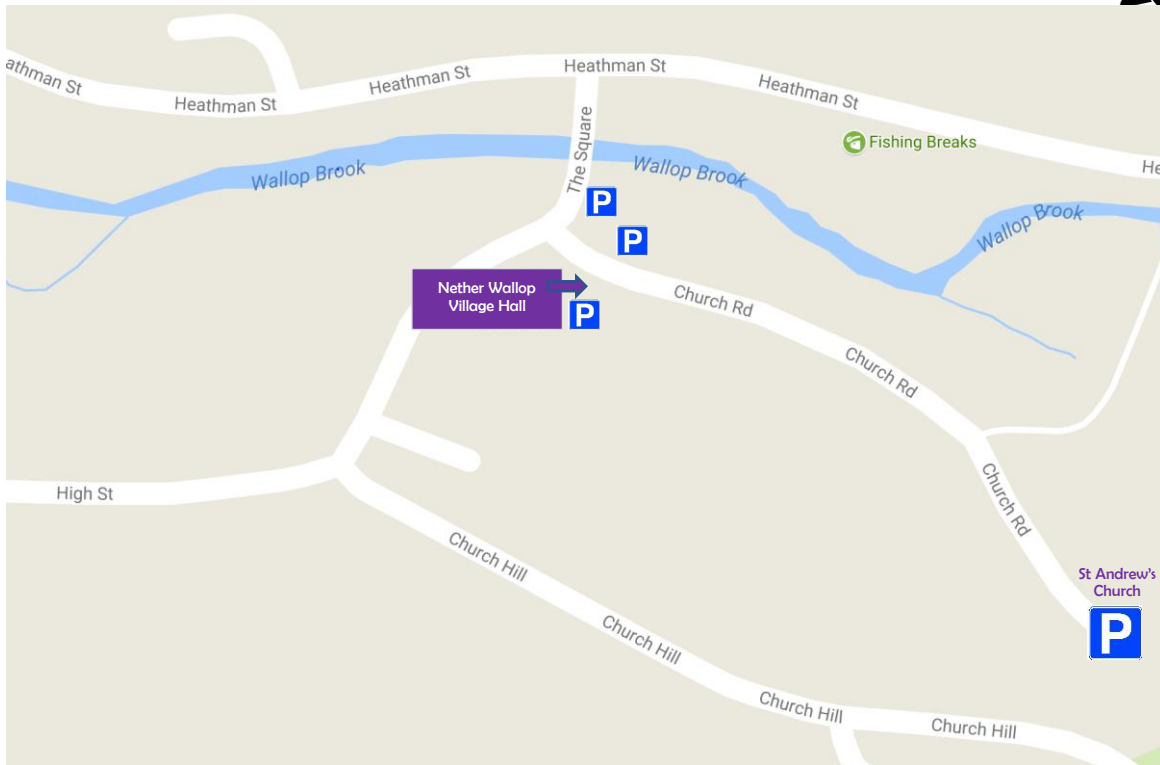 Heathman St
Heathman St
athman St
Heathman St
Heathman St
The Square
Fishing Breaks
He
Wallop Brook
Wallop Brook
Wallop Brook
P
P
Nether Wallop
Village Hall
P
Church Rd
Church Rd
High St
Church Rd
Church Hill
St Andrew's
Church
P
Church Hill
Church Hill
Church Hill